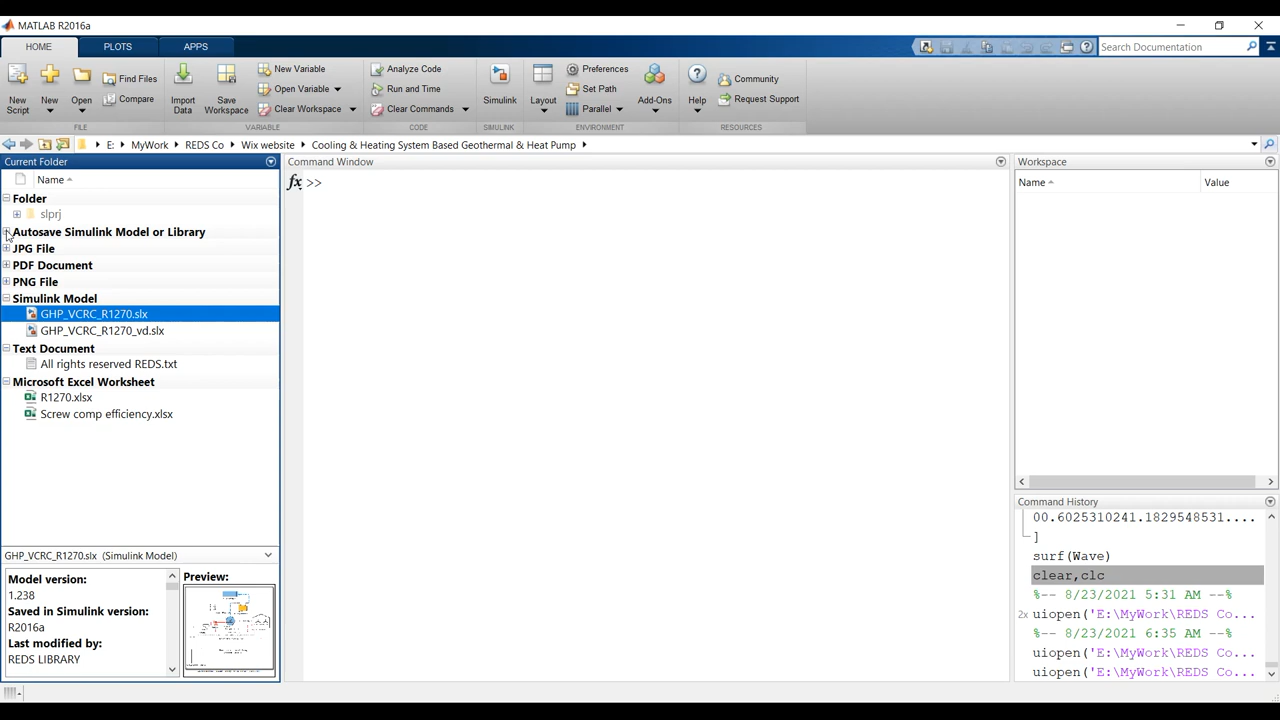 MATLAB R2016a
HOME PLOTS APPS
Search Documentation
New Script
New
Open
Find Files
Compare
FILE
Import Data
Save Workspace
New Variable
Open Variable
Clear Workspace
VARIABLE
Analyze Code
Run and Time
Clear Commands
CODE
Simulink
SIMULINK
Layout
Preferences
Set Path
Parallel
ENVIRONMENT
Add-Ons
Help
Community
Request Support
RESOURCES
E: MyWork REDS Co Wix website Cooling & Heating System Based Geothermal & Heat Pump
Current Folder
Name
Folder
slprj
Autosave Simulink Model or Library
JPG File
PDF Document
PNG File
Simulink Model
GHP_VCRC_R1270.slx
GHP_VCRC_R1270_vd.slx
Text Document
All rights reserved REDS.txt
Microsoft Excel Worksheet
R1270.xlsx
Screw comp efficiency.xlsx
GHP_VCRC_R1270.slx (Simulink Model)
Model version:
1.238
Saved in Simulink version:
R2016a
Last modified by:
REDS LIBRARY
Preview:
Command Window
fx >>
Workspace
Name Value
Command History
00.6025310241.1829548531....
]
surf(Wave)
clear,clc
%-- 8/23/2021 5:31 AM --%
2x uiopen('E:\MyWork\REDS Co...
%-- 8/23/2021 6:35 AM --%
uiopen('E:\MyWork\REDS Co...
uiopen('E:\MyWork\REDS Co...